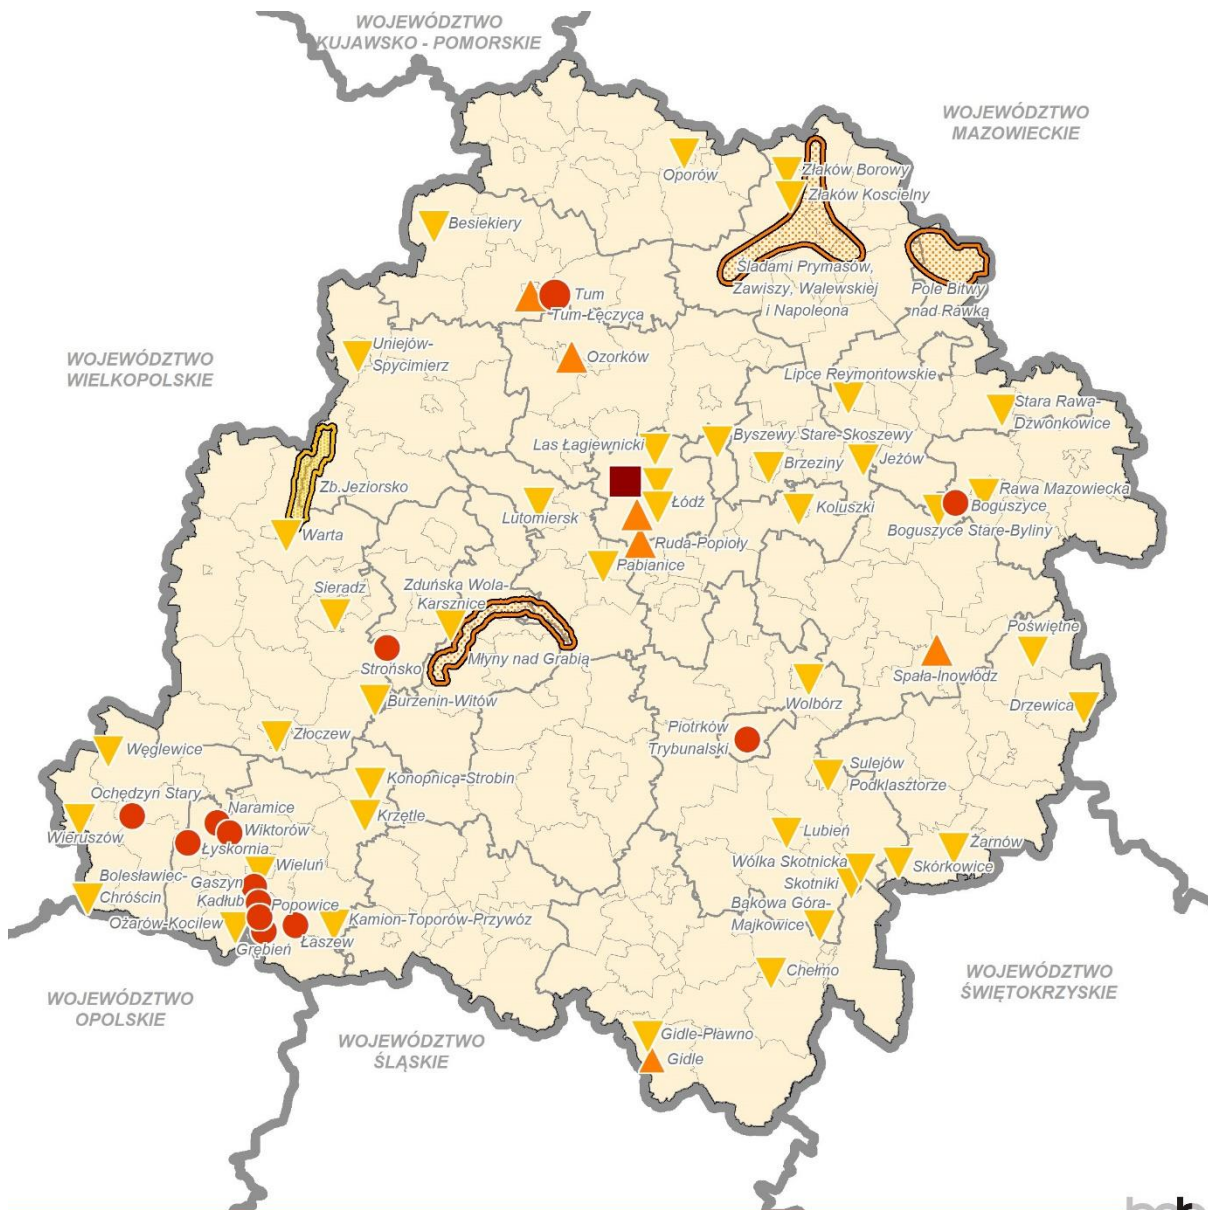 WOJEWÓDZTWO
KUJAWSKO - POMORSKIE
WOJEWÓDZTWO
MAZOWIECKIE
Oporów
Złaków Borowy
Złaków Koscielny
Besiekiery
Śladami Prymasów,
Zawiszy, Walewskiej
i Napoleona
Pole Bitwy
nad Rawką
Tum
Tum-Łęczyca
WOJEWÓDZTWO
WIELKOPOLSKIE
Uniejów-
Spycimierz
Ozorków
Lipce Reymontowskie
Stara Rawa-
Dzwonkowice
Las Łagiewnicki
Byszewy Stare-Skoszewy
Brzeziny
Jeżów
Zb.Jeziorsko
Lutomiersk
Łódź
Koluszki
Rawa Mazowiecka
Boguszyce
Boguszyce Stare-Byliny
Warta
Ruda-Popioły
Pabianice
Sieradz
Zduńska Wola-
Karsznice
Strońsko
Młyny nad Grabią
Poświętne
Spała-Inowłódz
Burzenin-Witów
Wolbórz
Drzewica
Złoczew
Piotrków
Trybunalski
Węglewice
Konopnica-Strobin
Sulejów
Podklasztorze
Ochędzyn Stary
Naramice
Krzętle
Wieruszów
Wiktorów
Łyskornia
Lubień
Żarnów
Wieluń
Wólka Skotnicka
Skórkowice
Skotniki
Bolesławiec-
Chróścin
Gaszyn
Kadłub
Popowice
Bąkowa Góra-
Majkowice
Ożarów-Kocilew
Kamion-Toporów-Przywóz
Grębień
Łaszew
Chełmo
WOJEWÓDZTWO
ŚWIĘTOKRZYSKIE
WOJEWÓDZTWO
OPOLSKIE
WOJEWÓDZTWO
ŚLĄSKIE
Gidle-Pławno
Gidle